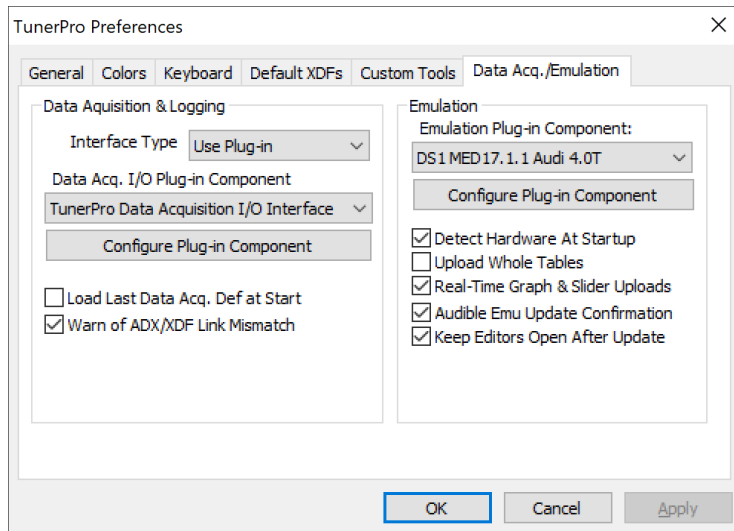 TunerPro Preferences
General
Colors
Keyboard
Default XDFs
Custom Tools
Data Acq./Emulation
Data Aquisition & Logging
Interface Type
Use Plug-in
Data Acq. I/O Plug-in Component
TunerPro Data Acquisition I/O Interface
Configure Plug-in Component
Load Last Data Acq. Def at Start
Warn of ADX/XDF Link Mismatch
Emulation
Emulation Plug-in Component:
DS1 MED17.1.1 Audi 4.0T
Configure Plug-in Component
Detect Hardware At Startup
Upload Whole Tables
Real-Time Graph & Slider Uploads
Audible Emu Update Confirmation
Keep Editors Open After Update
OK
Cancel
Apply